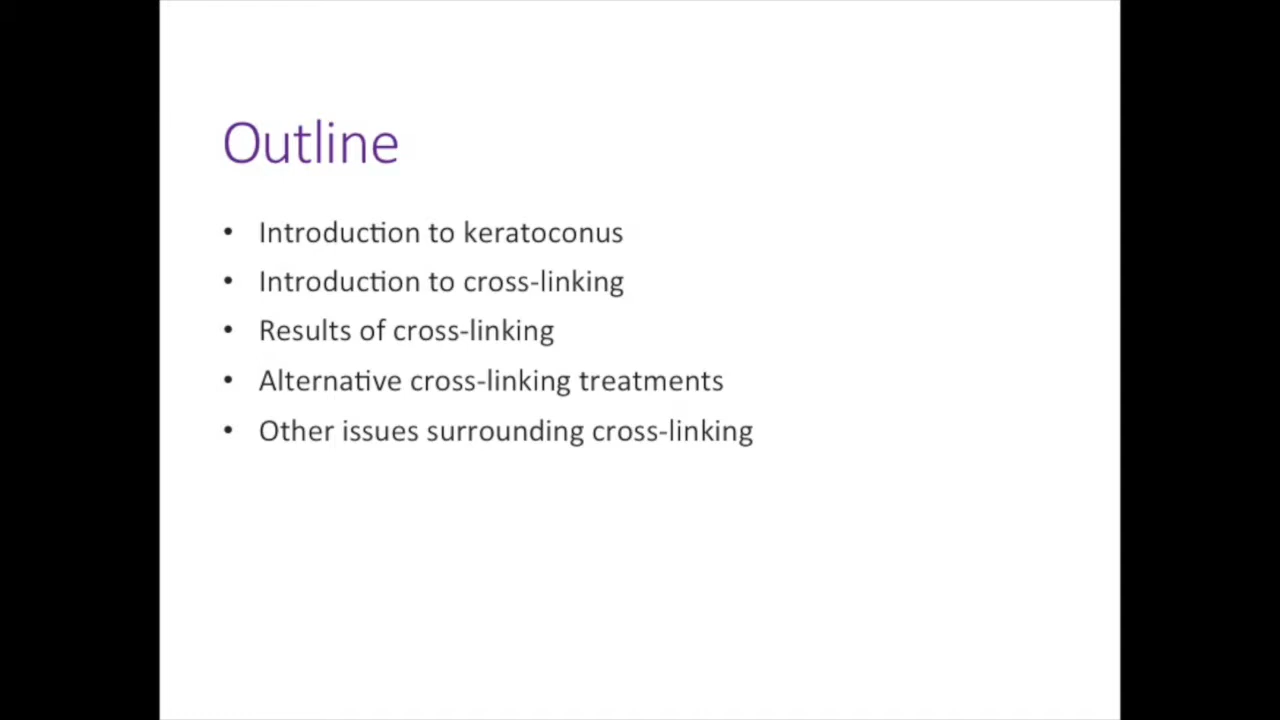 Outline
• Introduction to keratoconus
• Introduction to cross-linking
• Results of cross-linking
• Alternative cross-linking treatments
• Other issues surrounding cross-linking